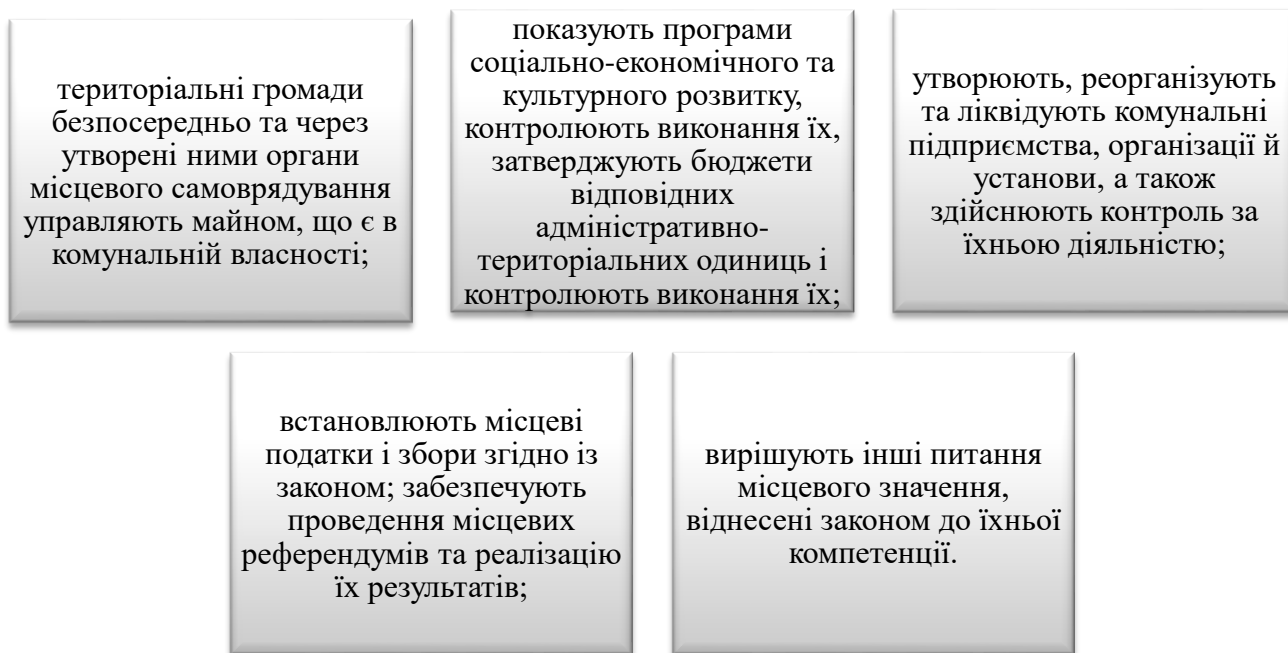 територіальні громади
безпосередньо та через
утворені ними органи
місцевого самоврядування
управляють майном, що є в
комунальній власності;
показують програми
соціально-економічного та
культурного розвитку,
контролюють виконання їх,
затверджують бюджети
відповідних
адміністративно-
територіальних одиниць і
контролюють виконання їх;
утворюють, реорганізують
та ліквідують комунальні
підприємства, організації й
установи, а також
здійснюють контроль за
їхньою діяльністю;
встановлюють місцеві
податки і збори згідно із
законом; забезпечують
проведення місцевих
референдумів та реалізацію
їх результатів;
вирішують інші питання
місцевого значення,
віднесені законом до їхньої
компетенції.